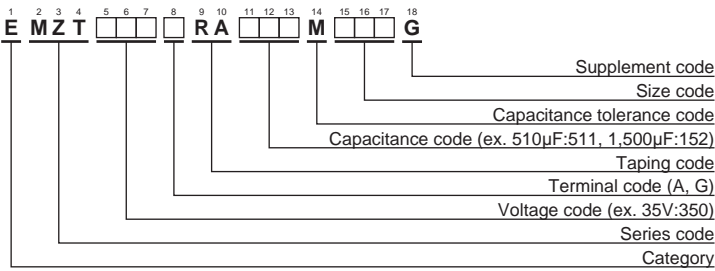 1 2 3 4 5 6 7 8 9 10 11 12 13 14 15 16 17 18
E M Z T □□□ □ R A □□□ M □□□ G
Supplement code
Size code
Capacitance tolerance code
Capacitance code (ex. 510µF:511, 1,500µF:152)
Taping code
Terminal code (A, G)
Voltage code (ex. 35V:350)
Series code
Category